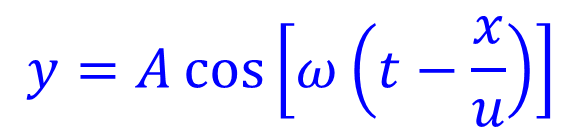 y = A cos [ω (t − x/u)]